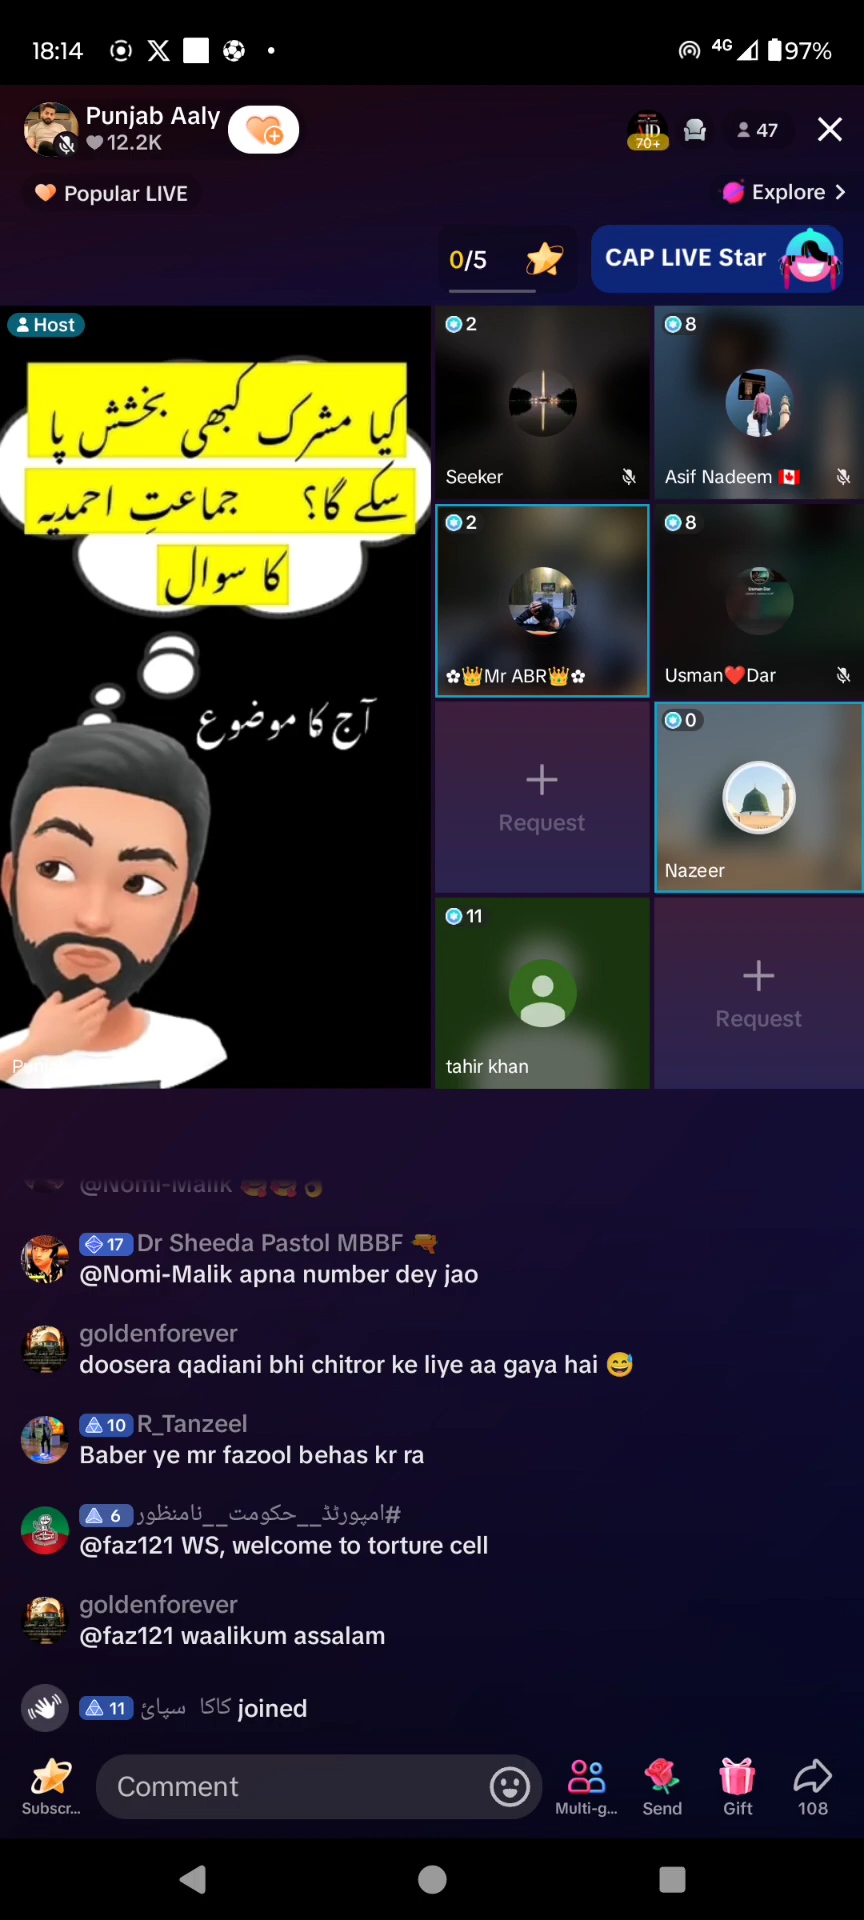 18:14
4G
97%
Punjab Aaly
12.2K
70+
47
Popular LIVE
Explore
0/5
CAP LIVE Star
Host
کیا مشرک کبھی بخشش پا
سکے گا؟ جماعتِ احمدیہ
کا سوال
آج کا موضوع
2
Seeker
8
Asif Nadeem 🇨🇦
2
✿👑Mr ABR👑✿
8
Usman❤️Dar
Request
0
Nazeer
11
tahir khan
Request
@Nomi-Malik 🥰🥰👌
17 Dr Sheeda Pastol MBBF 🔫
@Nomi-Malik apna number dey jao
goldenforever
doosera qadiani bhi chitror ke liye aa gaya hai 😅
10 R_Tanzeel
Baber ye mr fazool behas kr ra
6 #امپورٹڈ__حکومت__نامنظور
@faz121 WS, welcome to torture cell
goldenforever
@faz121 waalikum assalam
11 کاکا سپائ joined
Subscr...
Comment
Multi-g...
Send
Gift
108